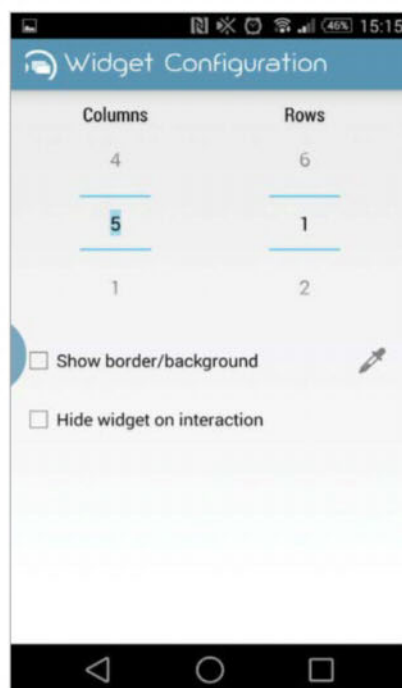 46% 15:15
Widget Configuration
Columns Rows
4 6
5 1
1 2
Show border/background
Hide widget on interaction